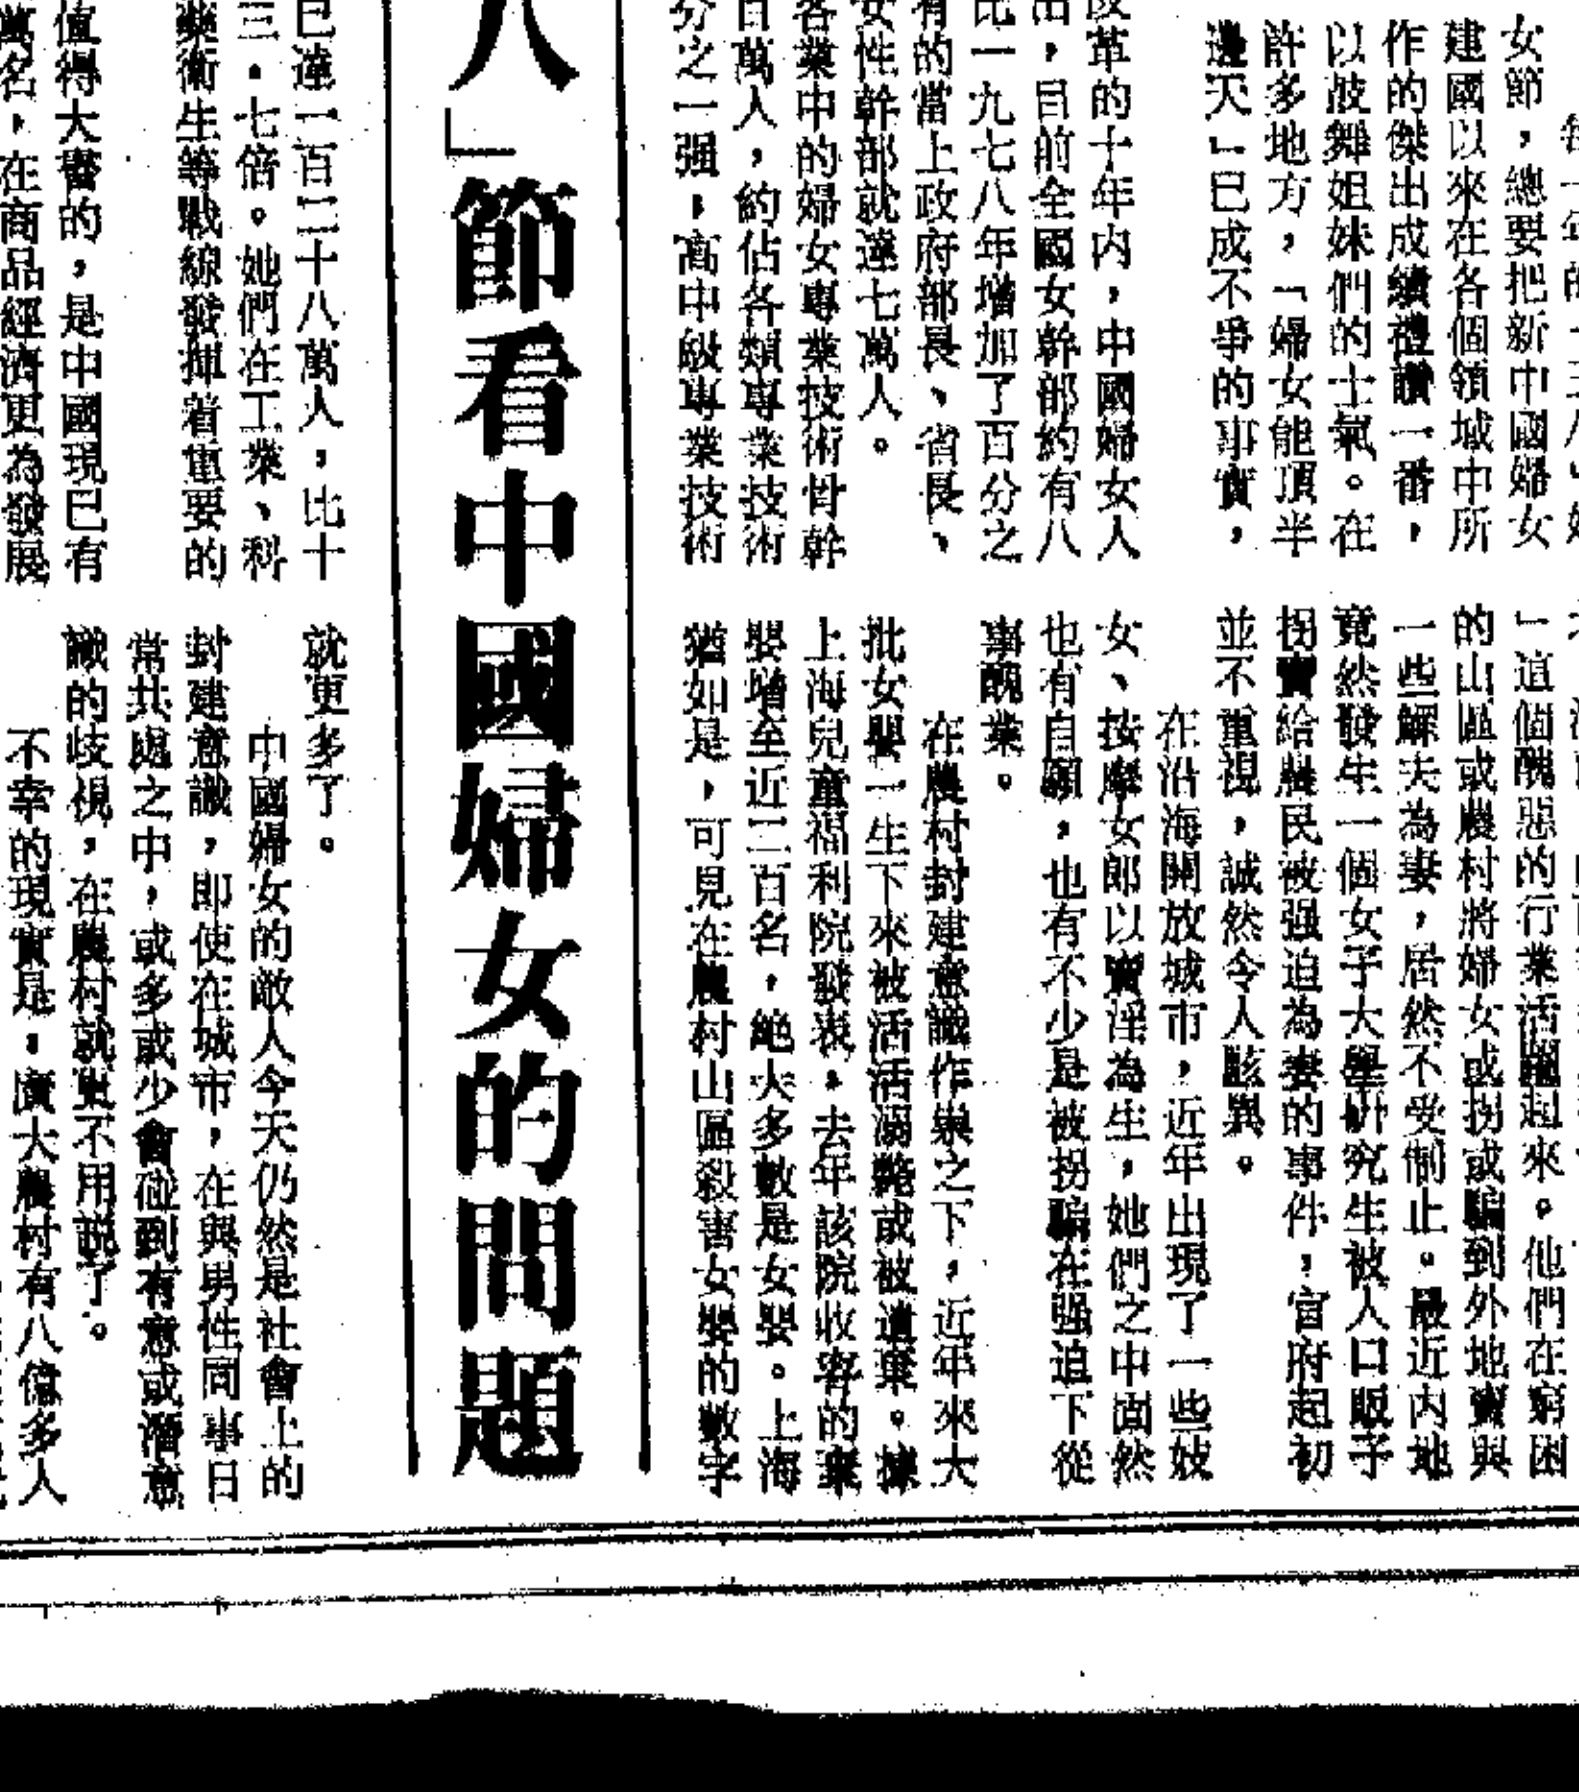 每一年的「三八」婦
女節，總要把新中國婦女
建國以來在各個領域中所
作的傑出成績禮讚一番，
以鼓舞姐妹們的士氣。在
許多地方，「婦女能頂半
邊天」已成不爭的事實，
改革的十年內，中國婦女人
出，目前全國女幹部約有八
比一九七八年增加了百分之
有的當上政府部長、省長、
女性幹部就達七萬人。
各業中的婦女專業技術骨幹
百萬人，約佔各類專業技術
分之一强，高中級專業技術
八」節看中國婦女的問題
已達一百二十八萬人，比十
三·七倍。她們在工業、科
藥衛生等戰線發揮着重要的
值得大書的，是中國現已有
萬名，在商品經濟更為發展
」這個醜惡的行業活躍起來。他們在窮困
的山區或農村將婦女或拐或騙到外地賣與
一些鰥夫為妻，居然不受制止。最近內地
竟然發生一個女子大學研究生被人口販子
拐賣給農民被强迫為妻的事件，官府起初
並不重視，誠然令人駭異。
在沿海開放城市，近年出現了一些妓
女、按摩女郎以賣淫為生，她們之中固然
也有自願，也有不少是被拐騙在强迫下從
事醜業。
在農村封建意識作祟之下，近年來大
批女嬰一生下來被活活溺斃或被遺棄。據
上海兒童福利院發表，去年該院收容的棄
嬰增至近二百名，絕大多數是女嬰。上海
猶如是，可見在農村山區殺害女嬰的數字
就更多了。
中國婦女的敵人今天仍然是社會上的
封建意識，即使在城市，在與男性同事日
常共處之中，或多或少會碰到有意或潛意
識的歧視，在農村就更不用說了。
不幸的現實是，廣大農村有八億多人